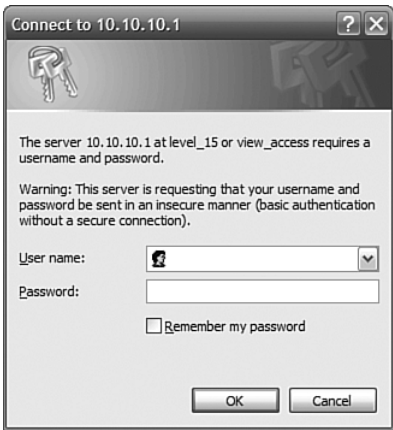 Connect to 10.10.10.1
The server 10.10.10.1 at level_15 or view_access requires a
username and password.
Warning: This server is requesting that your username and
password be sent in an insecure manner (basic authentication
without a secure connection).
User name:
Password:
Remember my password
OK
Cancel